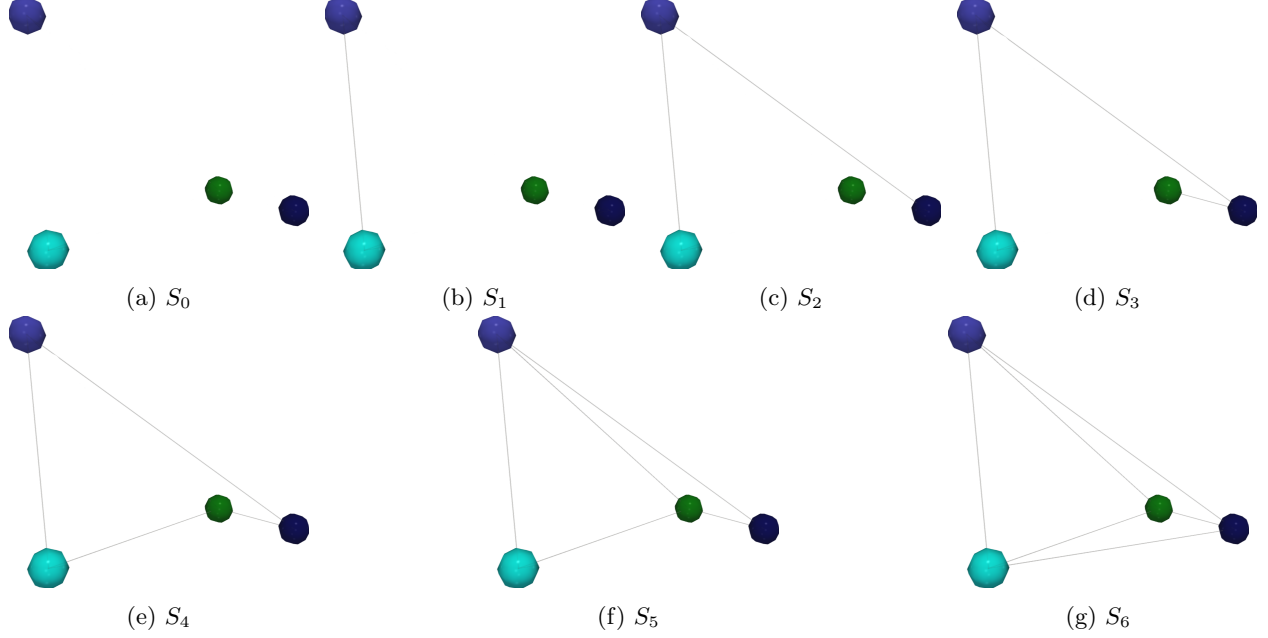 (a) S₀
(b) S₁
(c) S₂
(d) S₃
(e) S₄
(f) S₅
(g) S₆